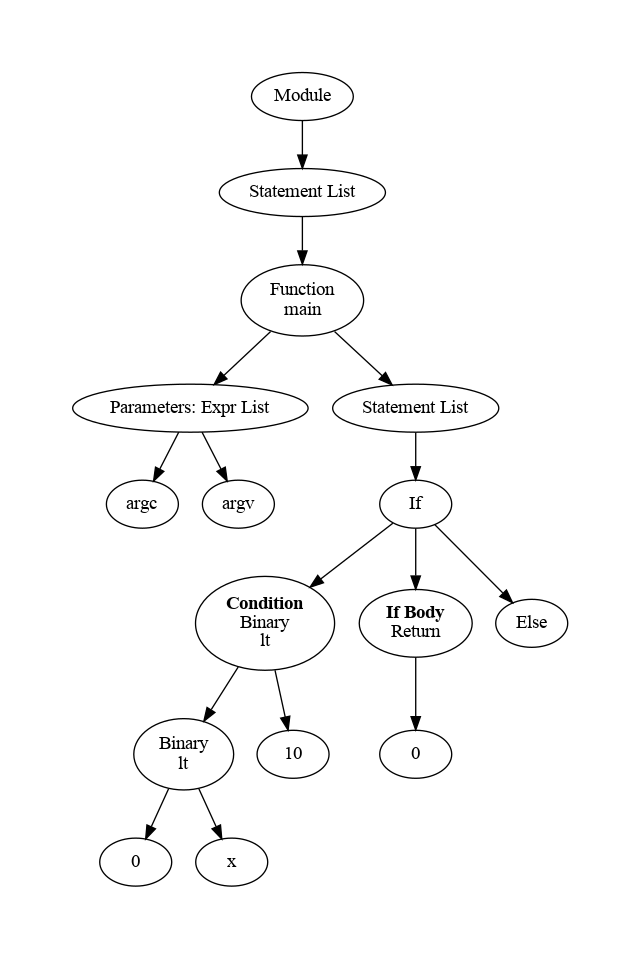 Module
Statement List
Function
main
Parameters: Expr List
Statement List
argc
argv
If
Condition
Binary
lt
If Body
Return
Else
Binary
lt
10
0
0
x